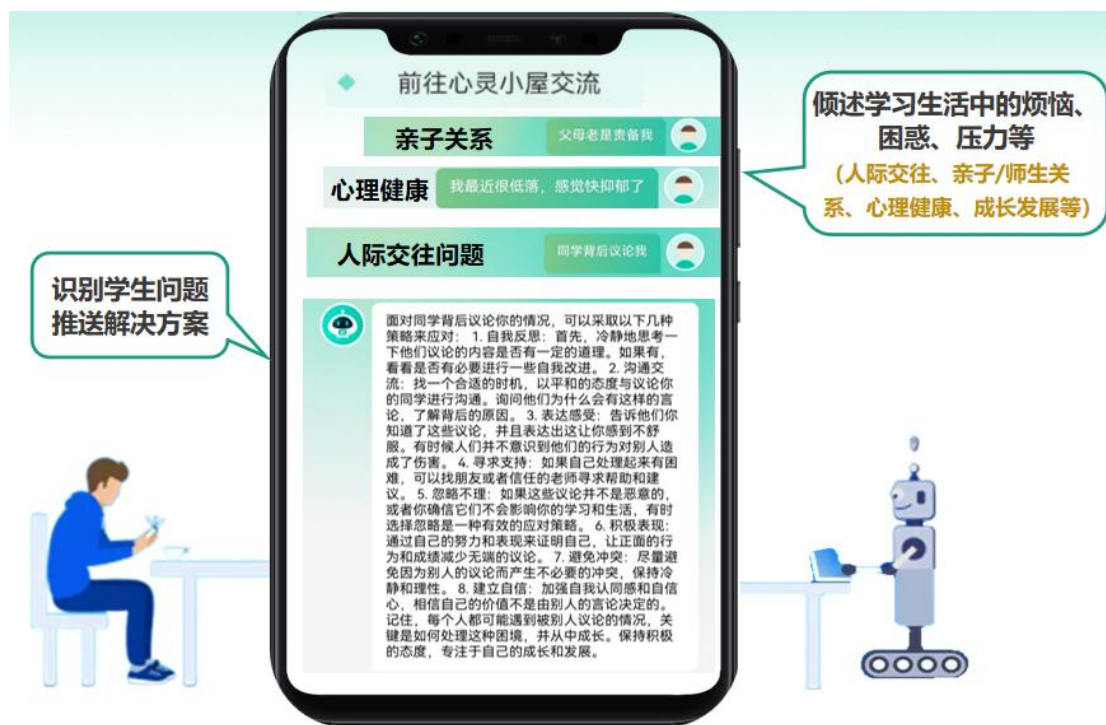 前往心灵小屋交流
亲子关系
父母老是责备我
心理健康
我最近很低落，感觉快抑郁了
人际交往问题
同学背后议论我
倾述学习生活中的烦恼、
困惑、压力等
（人际交往、亲子/师生关
系、心理健康、成长发展等）
识别学生问题
推送解决方案
面对同学背后议论你的情况，可以采取以下几种
策略来应对： 1. 自我反思：首先，冷静地思考一
下他们议论的内容是否有一定的道理。如果有，
看看是否有必要进行一些自我改进。 2. 沟通交
流：找一个合适的时机，以平和的态度与议论你
的同学进行沟通。询问他们为什么会有这样的言
论，了解背后的原因。 3. 表达感受：告诉他们你
知道了这些议论，并且表达出这让你感到不舒
服。有时候人们并不意识到他们的行为对别人造
成了伤害。 4. 寻求支持：如果自己处理起来有困
难，可以找朋友或者信任的老师寻求帮助和建
议。 5. 忽略不理：如果这些议论并不是恶意的，
或者你确信它们不会影响你的学习和生活，有时
选择忽略是一种有效的应对策略。 6. 积极表现：
通过自己的努力和表现来证明自己，让正面的行
为和成绩减少无端的议论。 7. 避免冲突：尽量避
免因为别人的议论而产生不必要的冲突，保持冷
静和理性。 8. 建立自信：加强自我认同感和自信
心，相信自己的价值不是由别人的言论决定的。
记住，每个人都可能遇到被别人议论的情况，关
键是如何处理这种困境，并从中成长。保持积极
的态度，专注于自己的成长和发展。